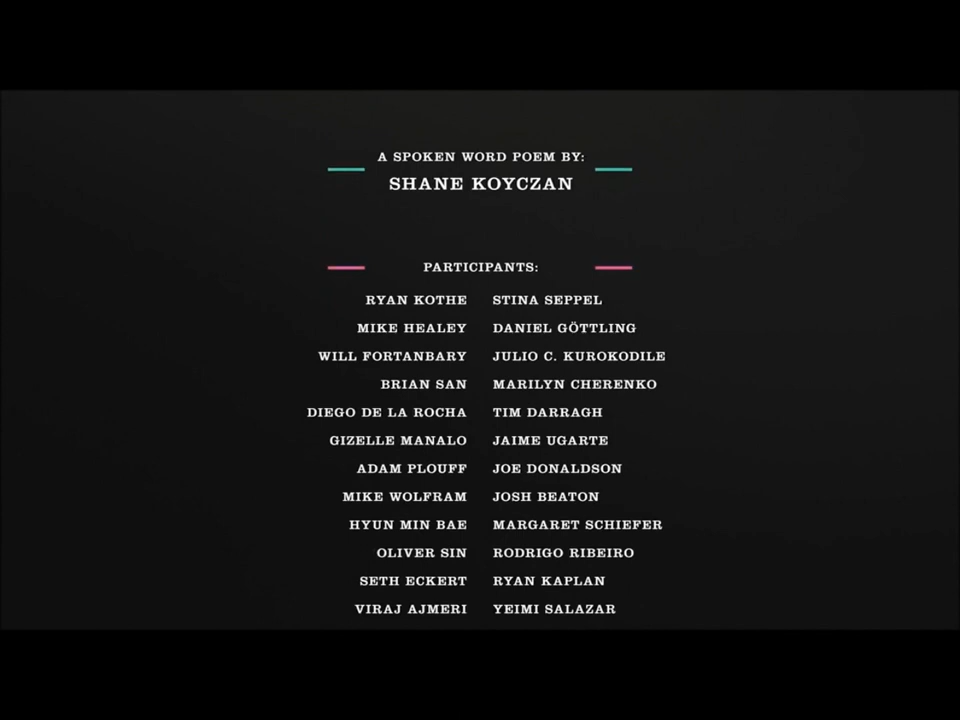 A SPOKEN WORD POEM BY:
SHANE KOYCZAN
PARTICIPANTS:
RYAN KOTHE STINA SEPPEL
MIKE HEALEY DANIEL GÖTTLING
WILL FORTANBARY JULIO C. KUROKODILE
BRIAN SAN MARILYN CHERENKO
DIEGO DE LA ROCHA TIM DARRAGH
GIZELLE MANALO JAIME UGARTE
ADAM PLOUFF JOE DONALDSON
MIKE WOLFRAM JOSH BEATON
HYUN MIN BAE MARGARET SCHIEFER
OLIVER SIN RODRIGO RIBEIRO
SETH ECKERT RYAN KAPLAN
VIRAJ AJMERI YEIMI SALAZAR